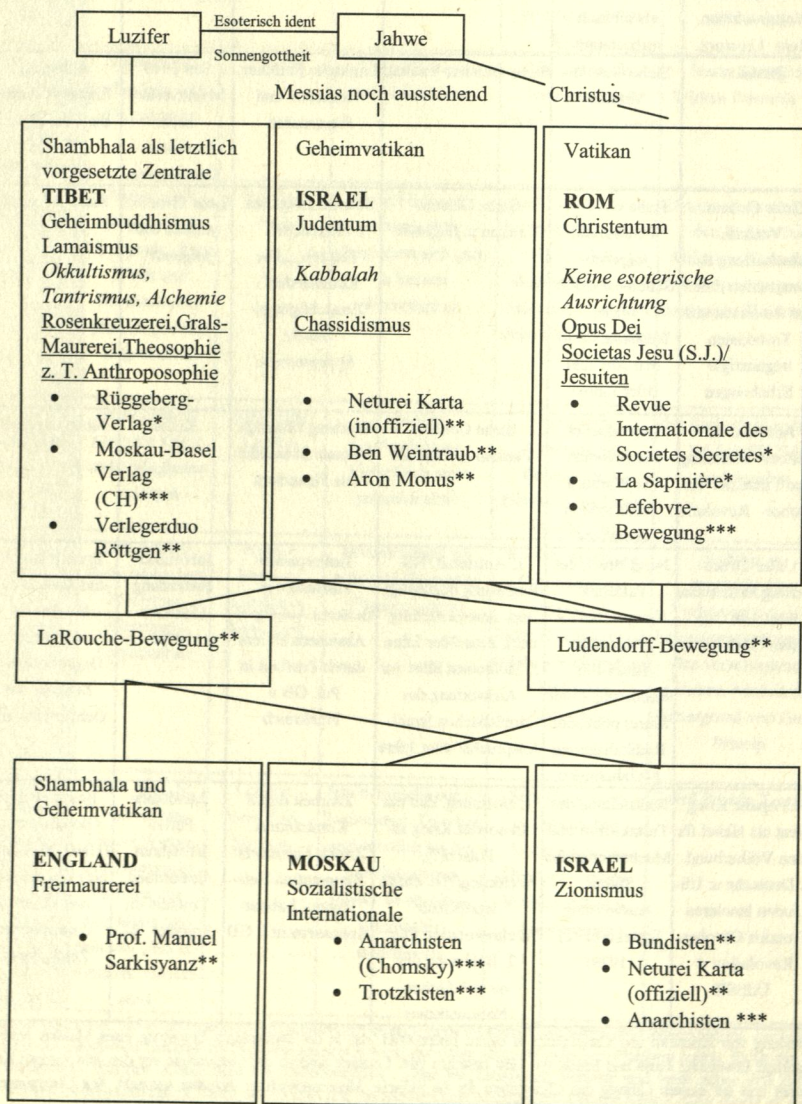 Luzifer
Esoterisch ident
Sonnengottheit
Jahwe
Messias noch ausstehend
Christus
Shambhala als letztlich
vorgesetzte Zentrale
TIBET
Geheimbuddhismus
Lamaismus
Okkultismus,
Tantrismus, Alchemie
Rosenkreuzerei,Grals-
Maurerei,Theosophie
z. T. Anthroposophie
• Rüggeberg-
Verlag*
• Moskau-Basel
Verlag
(CH)***
• Verlegerduo
Röttgen**
Geheimvatikan
ISRAEL
Judentum
Kabbalah
Chassidismus
• Neturei Karta
(inoffiziell)**
• Ben Weintraub**
• Aron Monus**
Vatikan
ROM
Christentum
Keine esoterische
Ausrichtung
Opus Dei
Societas Jesu (S.J.)/
Jesuiten
• Revue
Internationale des
Societes Secretes*
• La Sapinière*
• Lefebvre-
Bewegung***
LaRouche-Bewegung**
Ludendorff-Bewegung**
Shambhala und
Geheimvatikan
ENGLAND
Freimaurerei
• Prof. Manuel
Sarkisyanz**
MOSKAU
Sozialistische
Internationale
• Anarchisten
(Chomsky)***
• Trotzkisten***
ISRAEL
Zionismus
• Bundisten**
• Neturei Karta
(offiziell)**
• Anarchisten ***